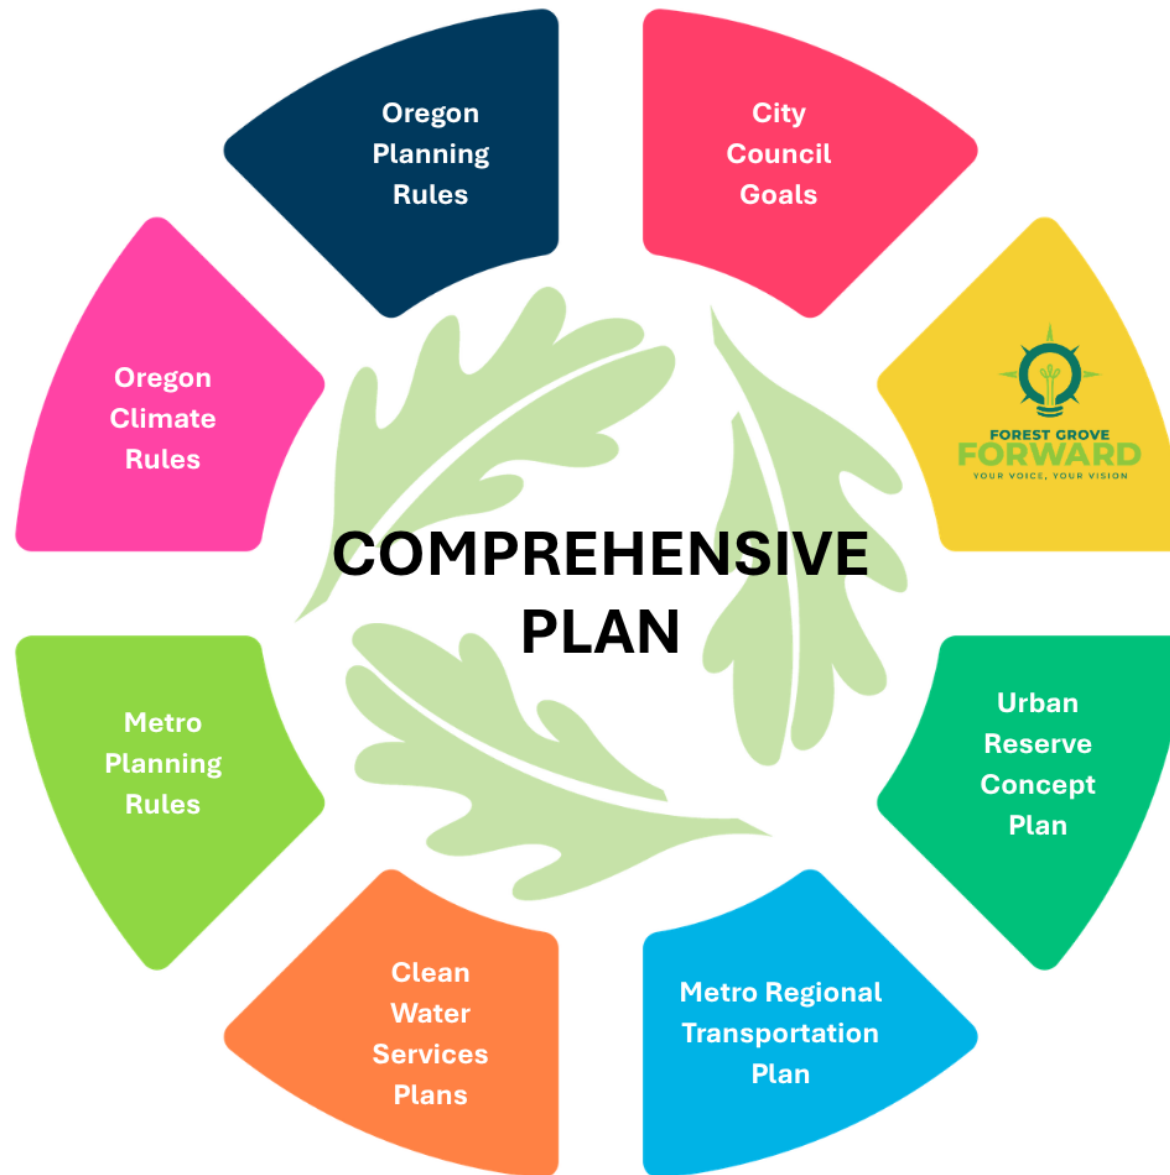 Oregon
Planning
Rules
City
Council
Goals
FOREST GROVE
FORWARD
YOUR VOICE, YOUR VISION
Oregon
Climate
Rules
COMPREHENSIVE
PLAN
Urban
Reserve
Concept
Plan
Metro
Planning
Rules
Clean
Water
Services
Plans
Metro Regional
Transportation
Plan